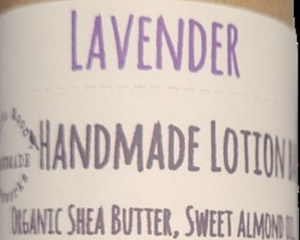 LAVENDER
HANDMADE LOTION
ORGANIC SHEA BUTTER, SWEET ALMOND